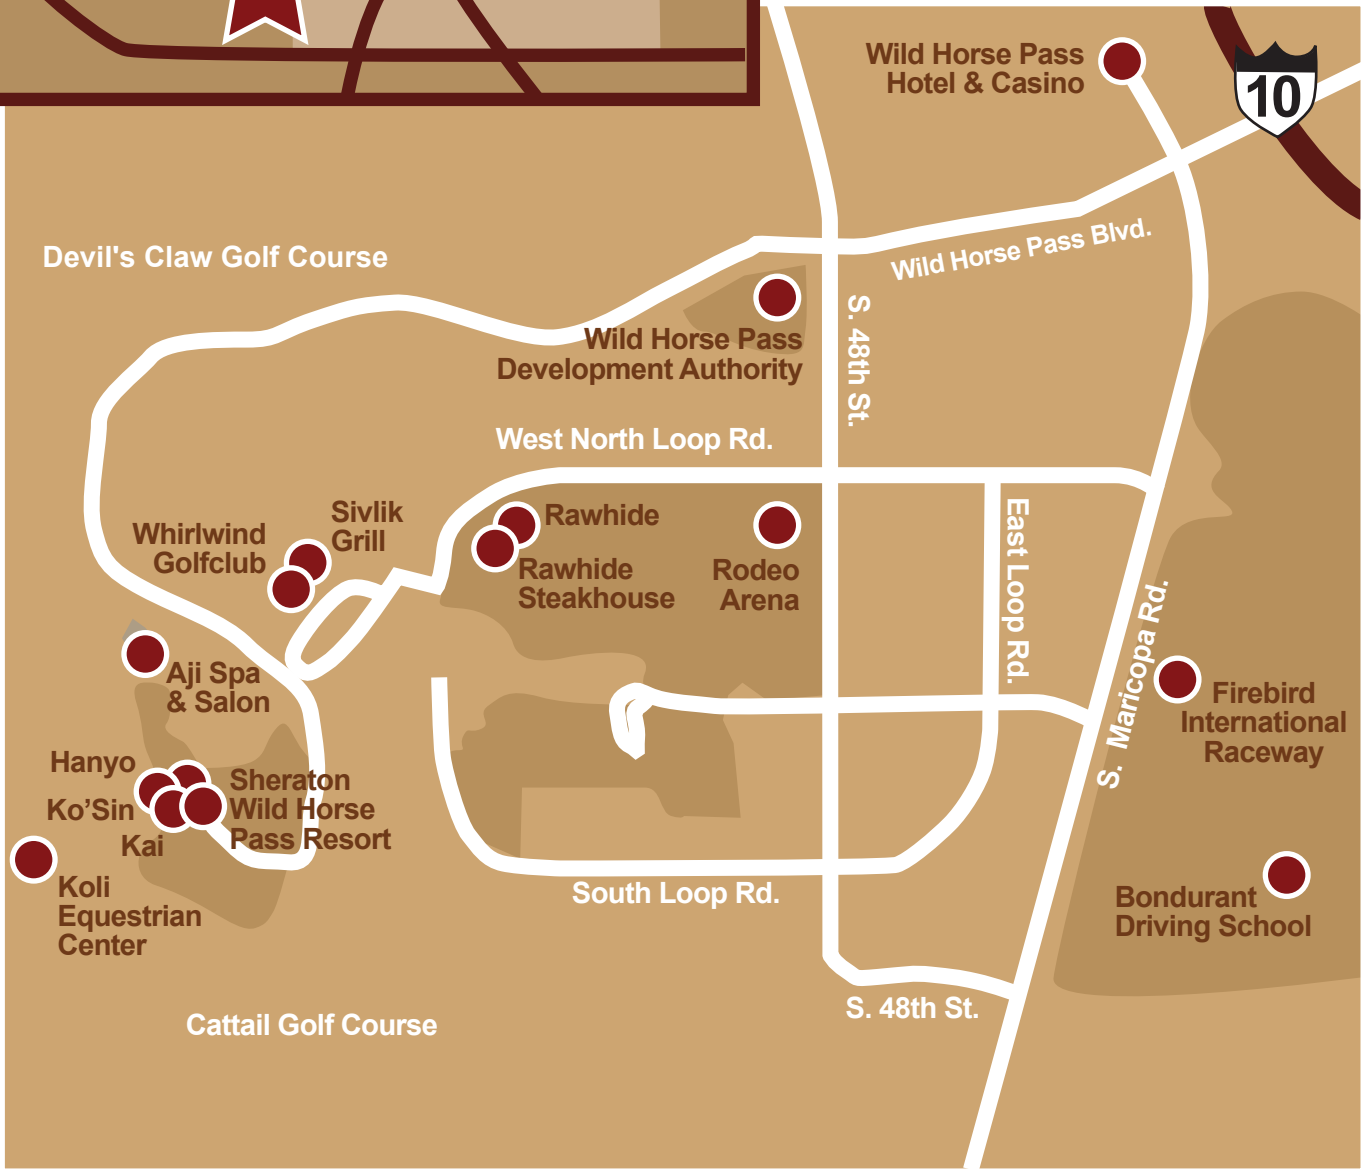 Wild Horse Pass
Hotel & Casino
10
Devil's Claw Golf Course
Wild Horse Pass Blvd.
S. 48th St.
Wild Horse Pass
Development Authority
West North Loop Rd.
Sivlik
Grill
Whirlwind
Golfclub
Rawhide
Rawhide
Steakhouse
Rodeo
Arena
East Loop Rd.
S. Maricopa Rd.
Aji Spa
& Salon
Firebird
International
Raceway
Hanyo
Ko’Sin
Kai
Sheraton
Wild Horse
Pass Resort
Koli
Equestrian
Center
South Loop Rd.
Bondurant
Driving School
S. 48th St.
Cattail Golf Course